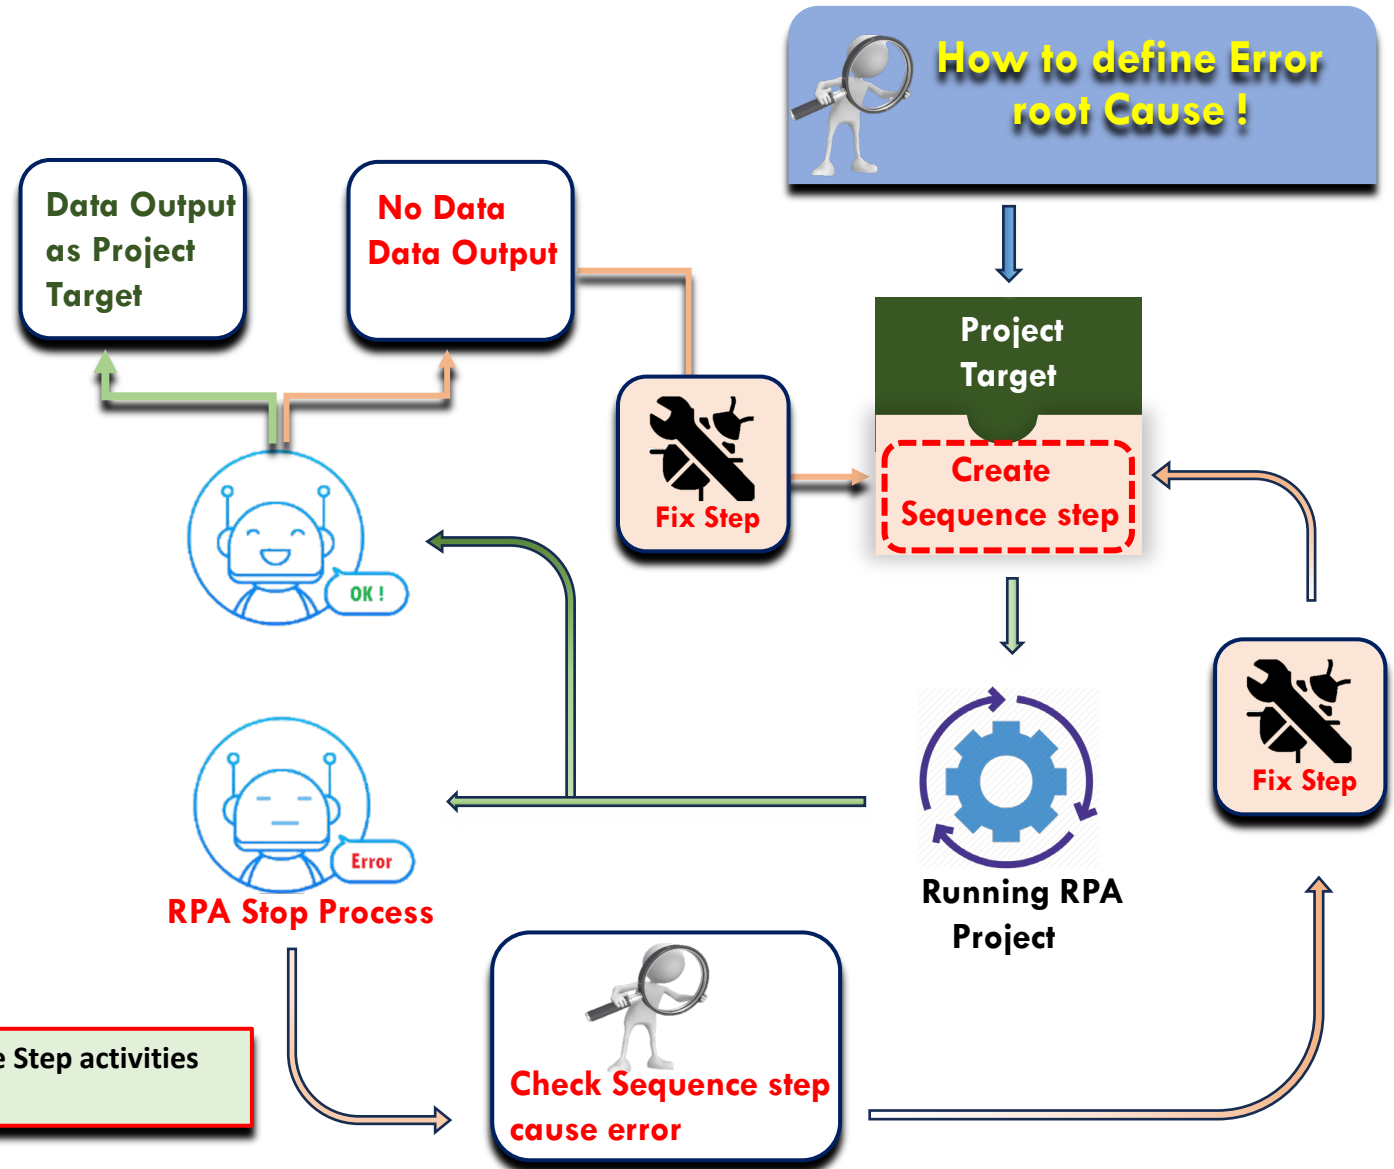 How to define Error
root Cause !
Data Output
as Project
Target
No Data
Data Output
Project
Target
Create
Sequence step
Fix Step
OK !
Fix Step
Error
RPA Stop Process
Running RPA
Project
Step activities
Check Sequence step
cause error